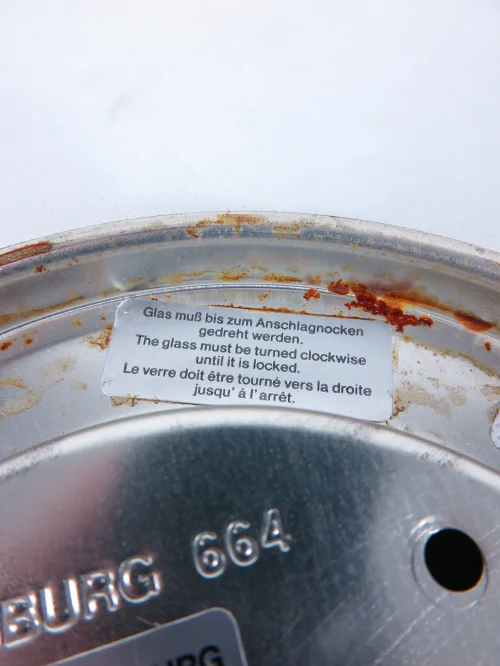 Glas muß bis zum Anschlagnocken
gedreht werden.
The glass must be turned clockwise
until it is locked.
Le verre doit être tourné vers la droite
jusqu' à l'arrêt.
BURG 664
BURG